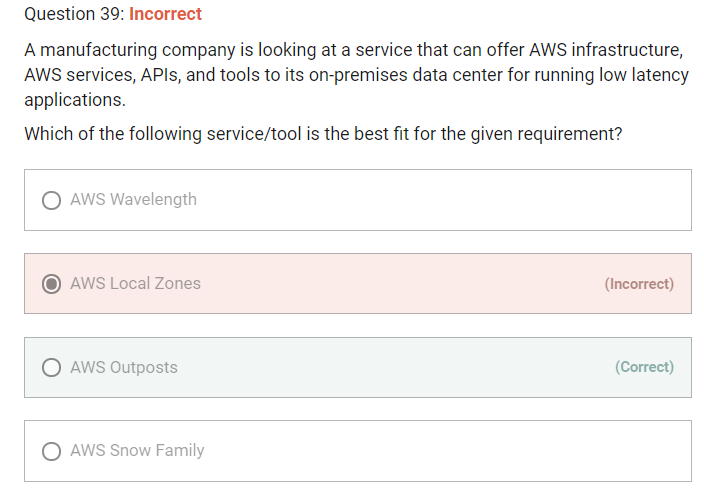 Question 39: Incorrect
A manufacturing company is looking at a service that can offer AWS infrastructure,
AWS services, APIs, and tools to its on-premises data center for running low latency
applications.
Which of the following service/tool is the best fit for the given requirement?
AWS Wavelength
AWS Local Zones (Incorrect)
AWS Outposts (Correct)
AWS Snow Family